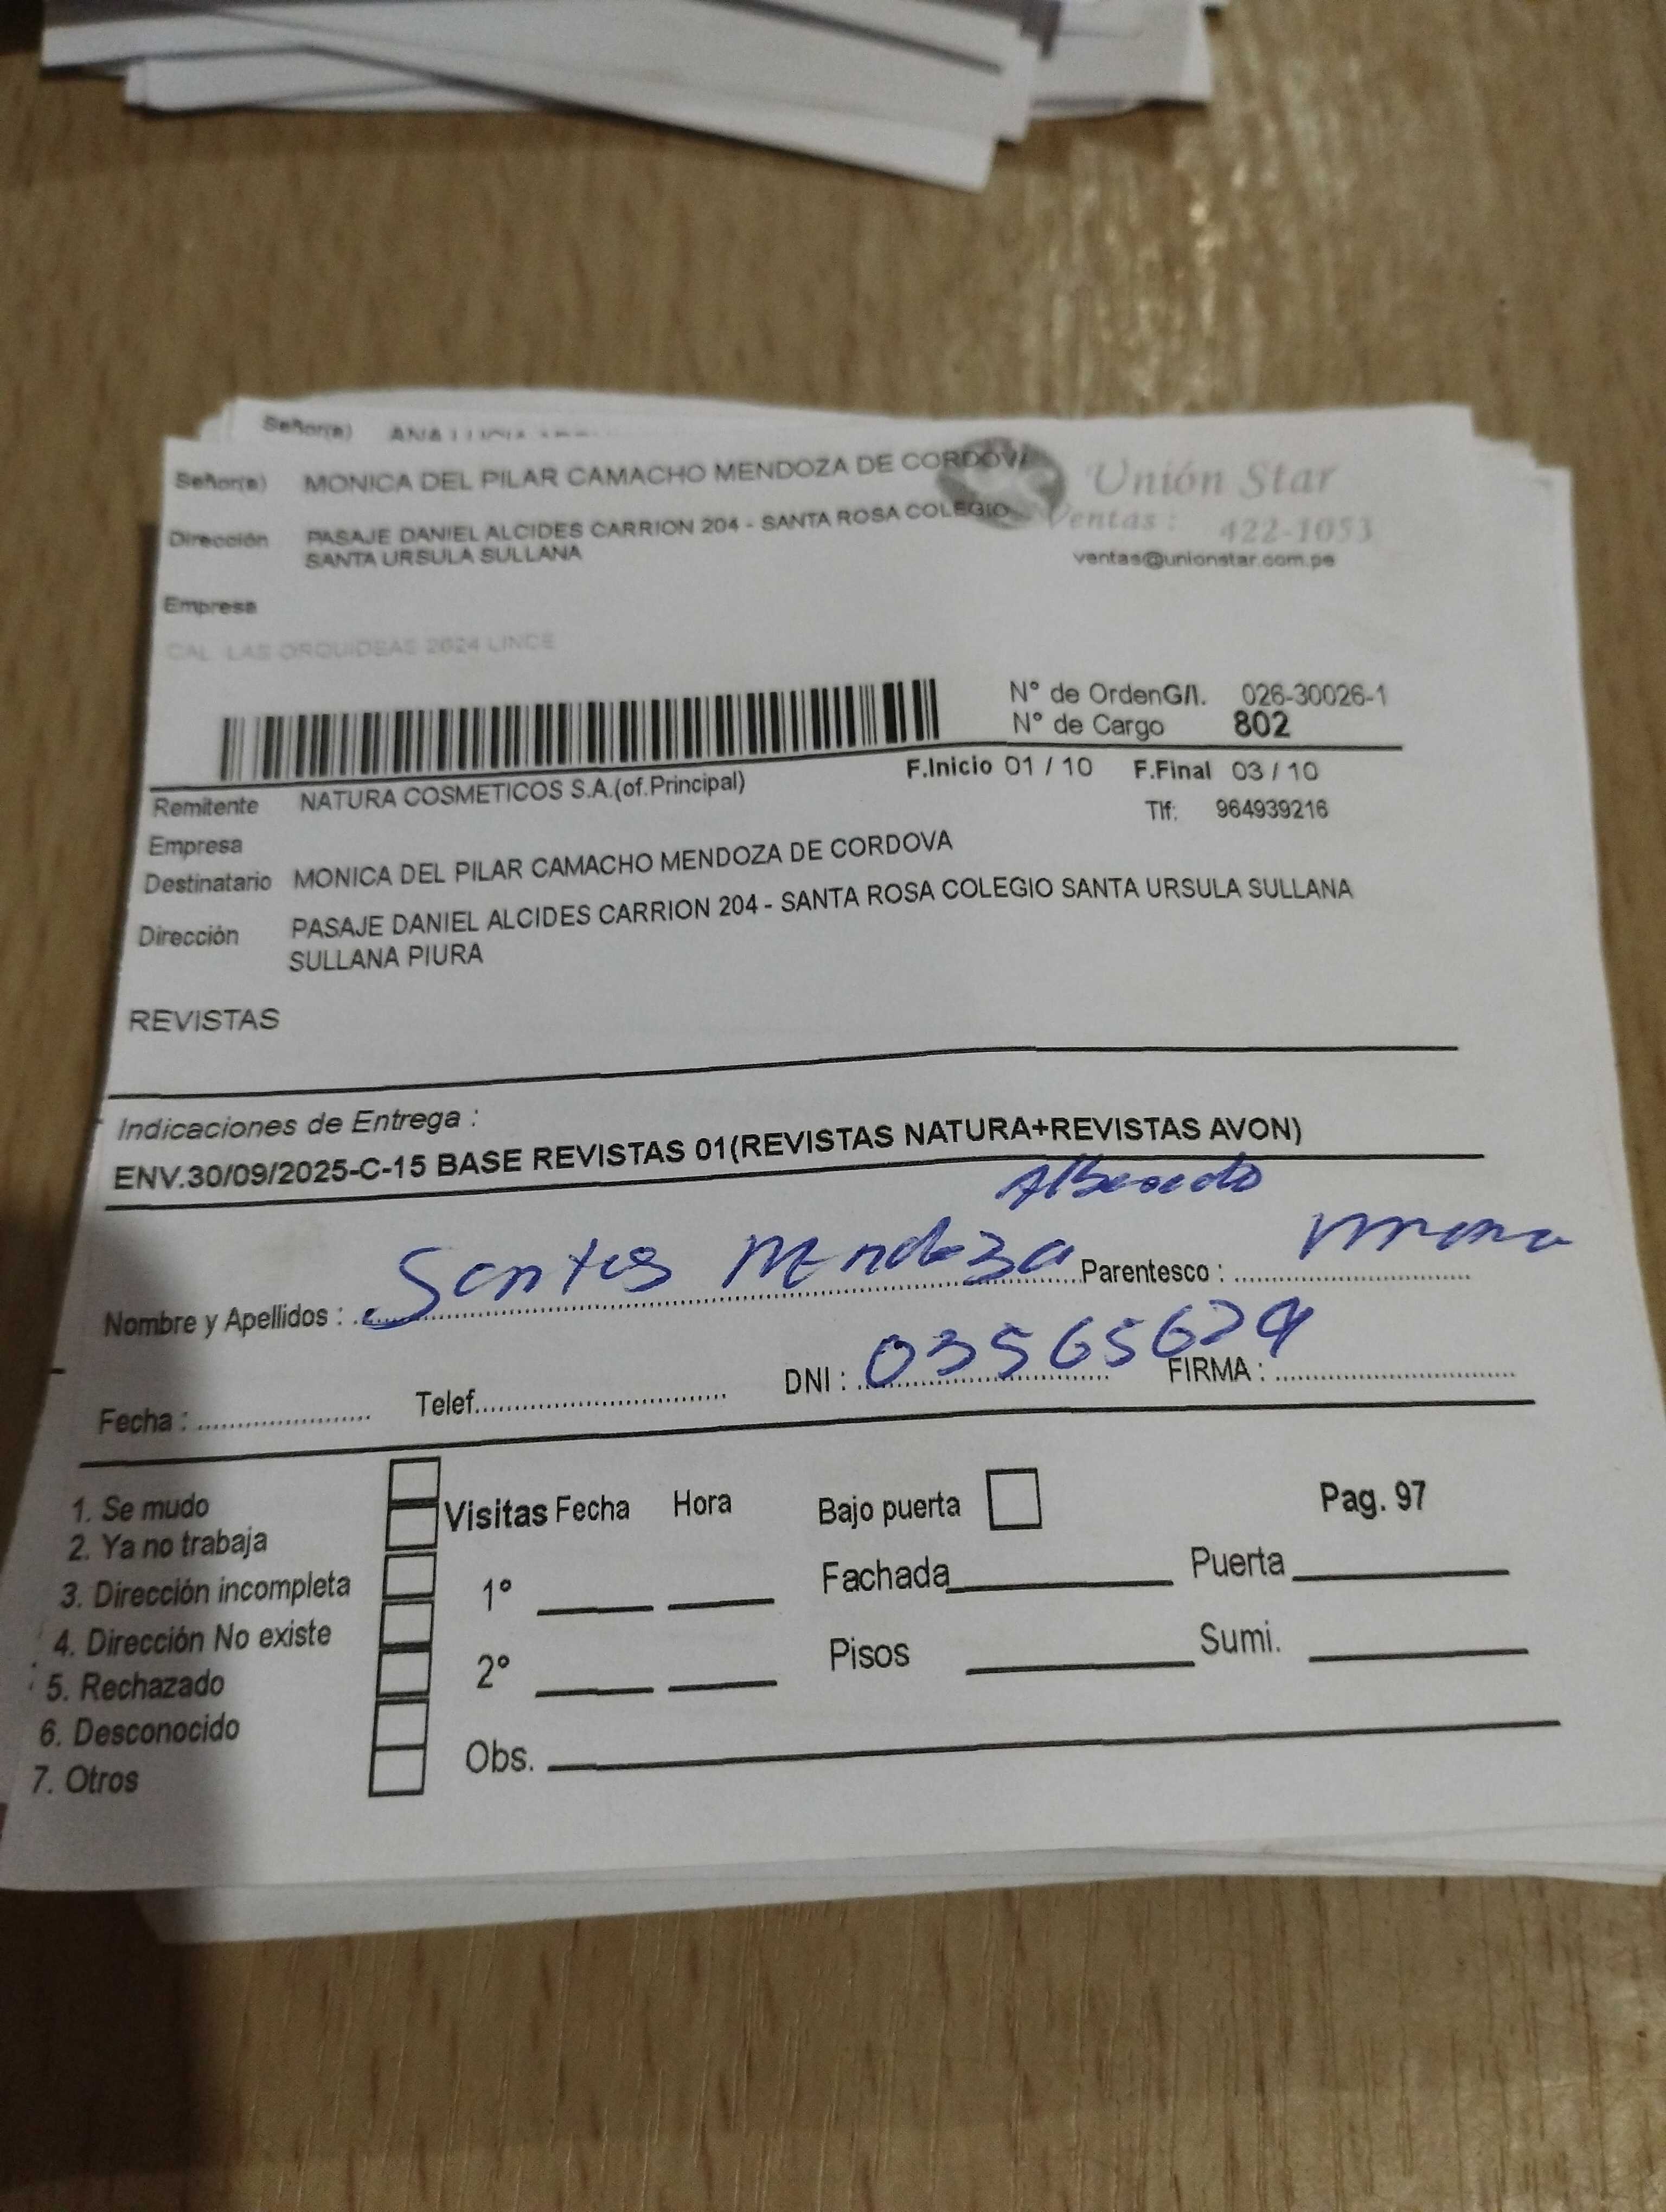 Señor(e) ANA LUCIA
Señor(e) MONICA DEL PILAR CAMACHO MENDOZA DE CORDOVA
Unión Star
Dirección PASAJE DANIEL ALCIDES CARRION 204 - SANTA ROSA COLEGIO
SANTA URSULA SULLANA
Ventas : 422-1053
ventas@unionstar.com.pe
Empresa
CAL. LAS ORQUIDEAS 2624 LINCE
N° de OrdenG/I. 026-30026-1
N° de Cargo 802
F.Inicio 01 / 10 F.Final 03 / 10
Remitente NATURA COSMETICOS S.A.(of.Principal)
Tlf: 964939216
Empresa
Destinatario MONICA DEL PILAR CAMACHO MENDOZA DE CORDOVA
Dirección PASAJE DANIEL ALCIDES CARRION 204 - SANTA ROSA COLEGIO SANTA URSULA SULLANA
SULLANA PIURA
REVISTAS
Indicaciones de Entrega :
ENV.30/09/2025-C-15 BASE REVISTAS 01(REVISTAS NATURA+REVISTAS AVON)
Nombre y Apellidos : Santos Mendoza Parentesco :
Fecha : Telef. DNI : 03565629 FIRMA :
1. Se mudo
2. Ya no trabaja
3. Dirección incompleta
4. Dirección No existe
5. Rechazado
6. Desconocido
7. Otros
Visitas Fecha Hora
1°
2°
Obs.
Bajo puerta
Pag. 97
Fachada Puerta
Pisos Sumi.